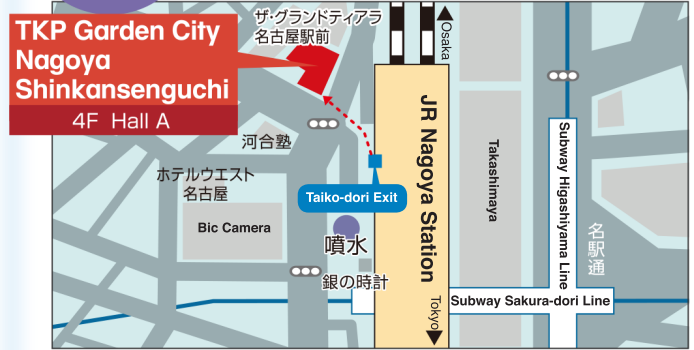 TKP Garden City
Nagoya
Shinkansenguchi
4F Hall A
ザ・グランドティアラ
名古屋駅前
Osaka
河合塾
ホテルウエスト
名古屋
Taiko-dori Exit
Bic Camera
噴水
銀の時計
JR Nagoya Station
Tokyo
Takashimaya
Subway Higashiyama Line
名駅通
Subway Sakura-dori Line